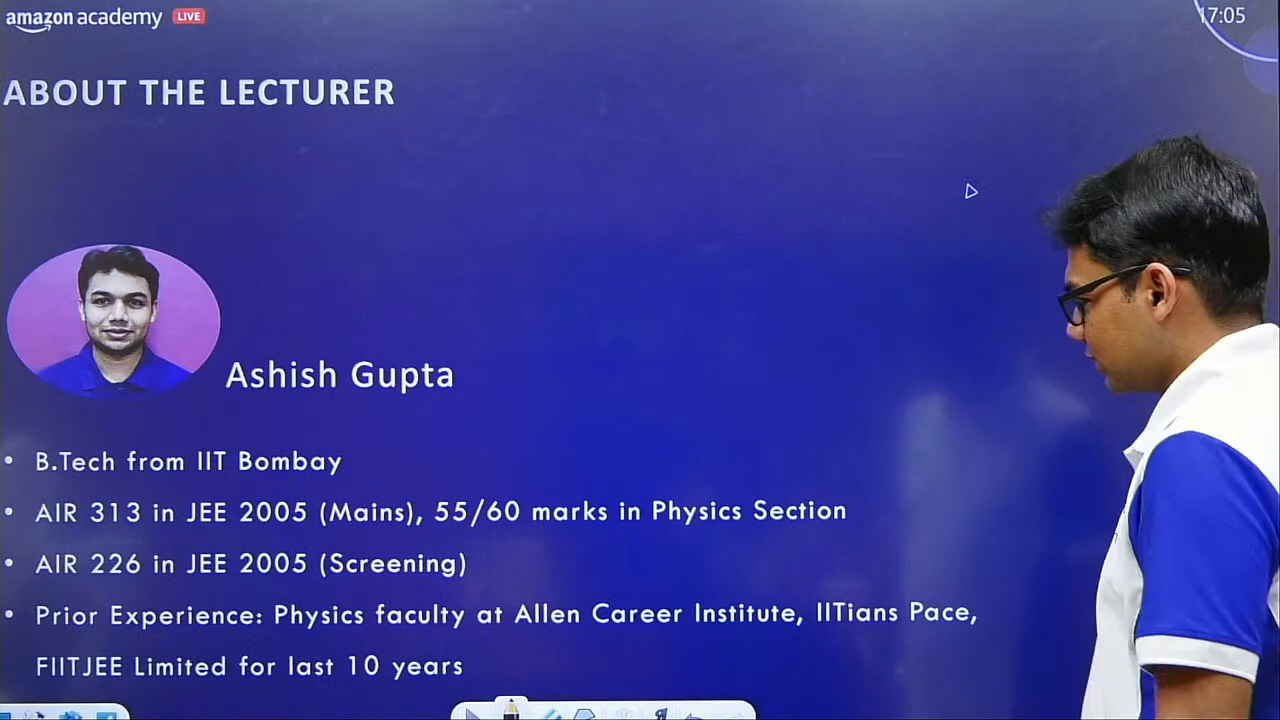 amazon academy LIVE
17:05
ABOUT THE LECTURER
Ashish Gupta
• B.Tech from IIT Bombay
• AIR 313 in JEE 2005 (Mains), 55/60 marks in Physics Section
• AIR 226 in JEE 2005 (Screening)
• Prior Experience: Physics faculty at Allen Career Institute, IITians Pace,
FIITJEE Limited for last 10 years